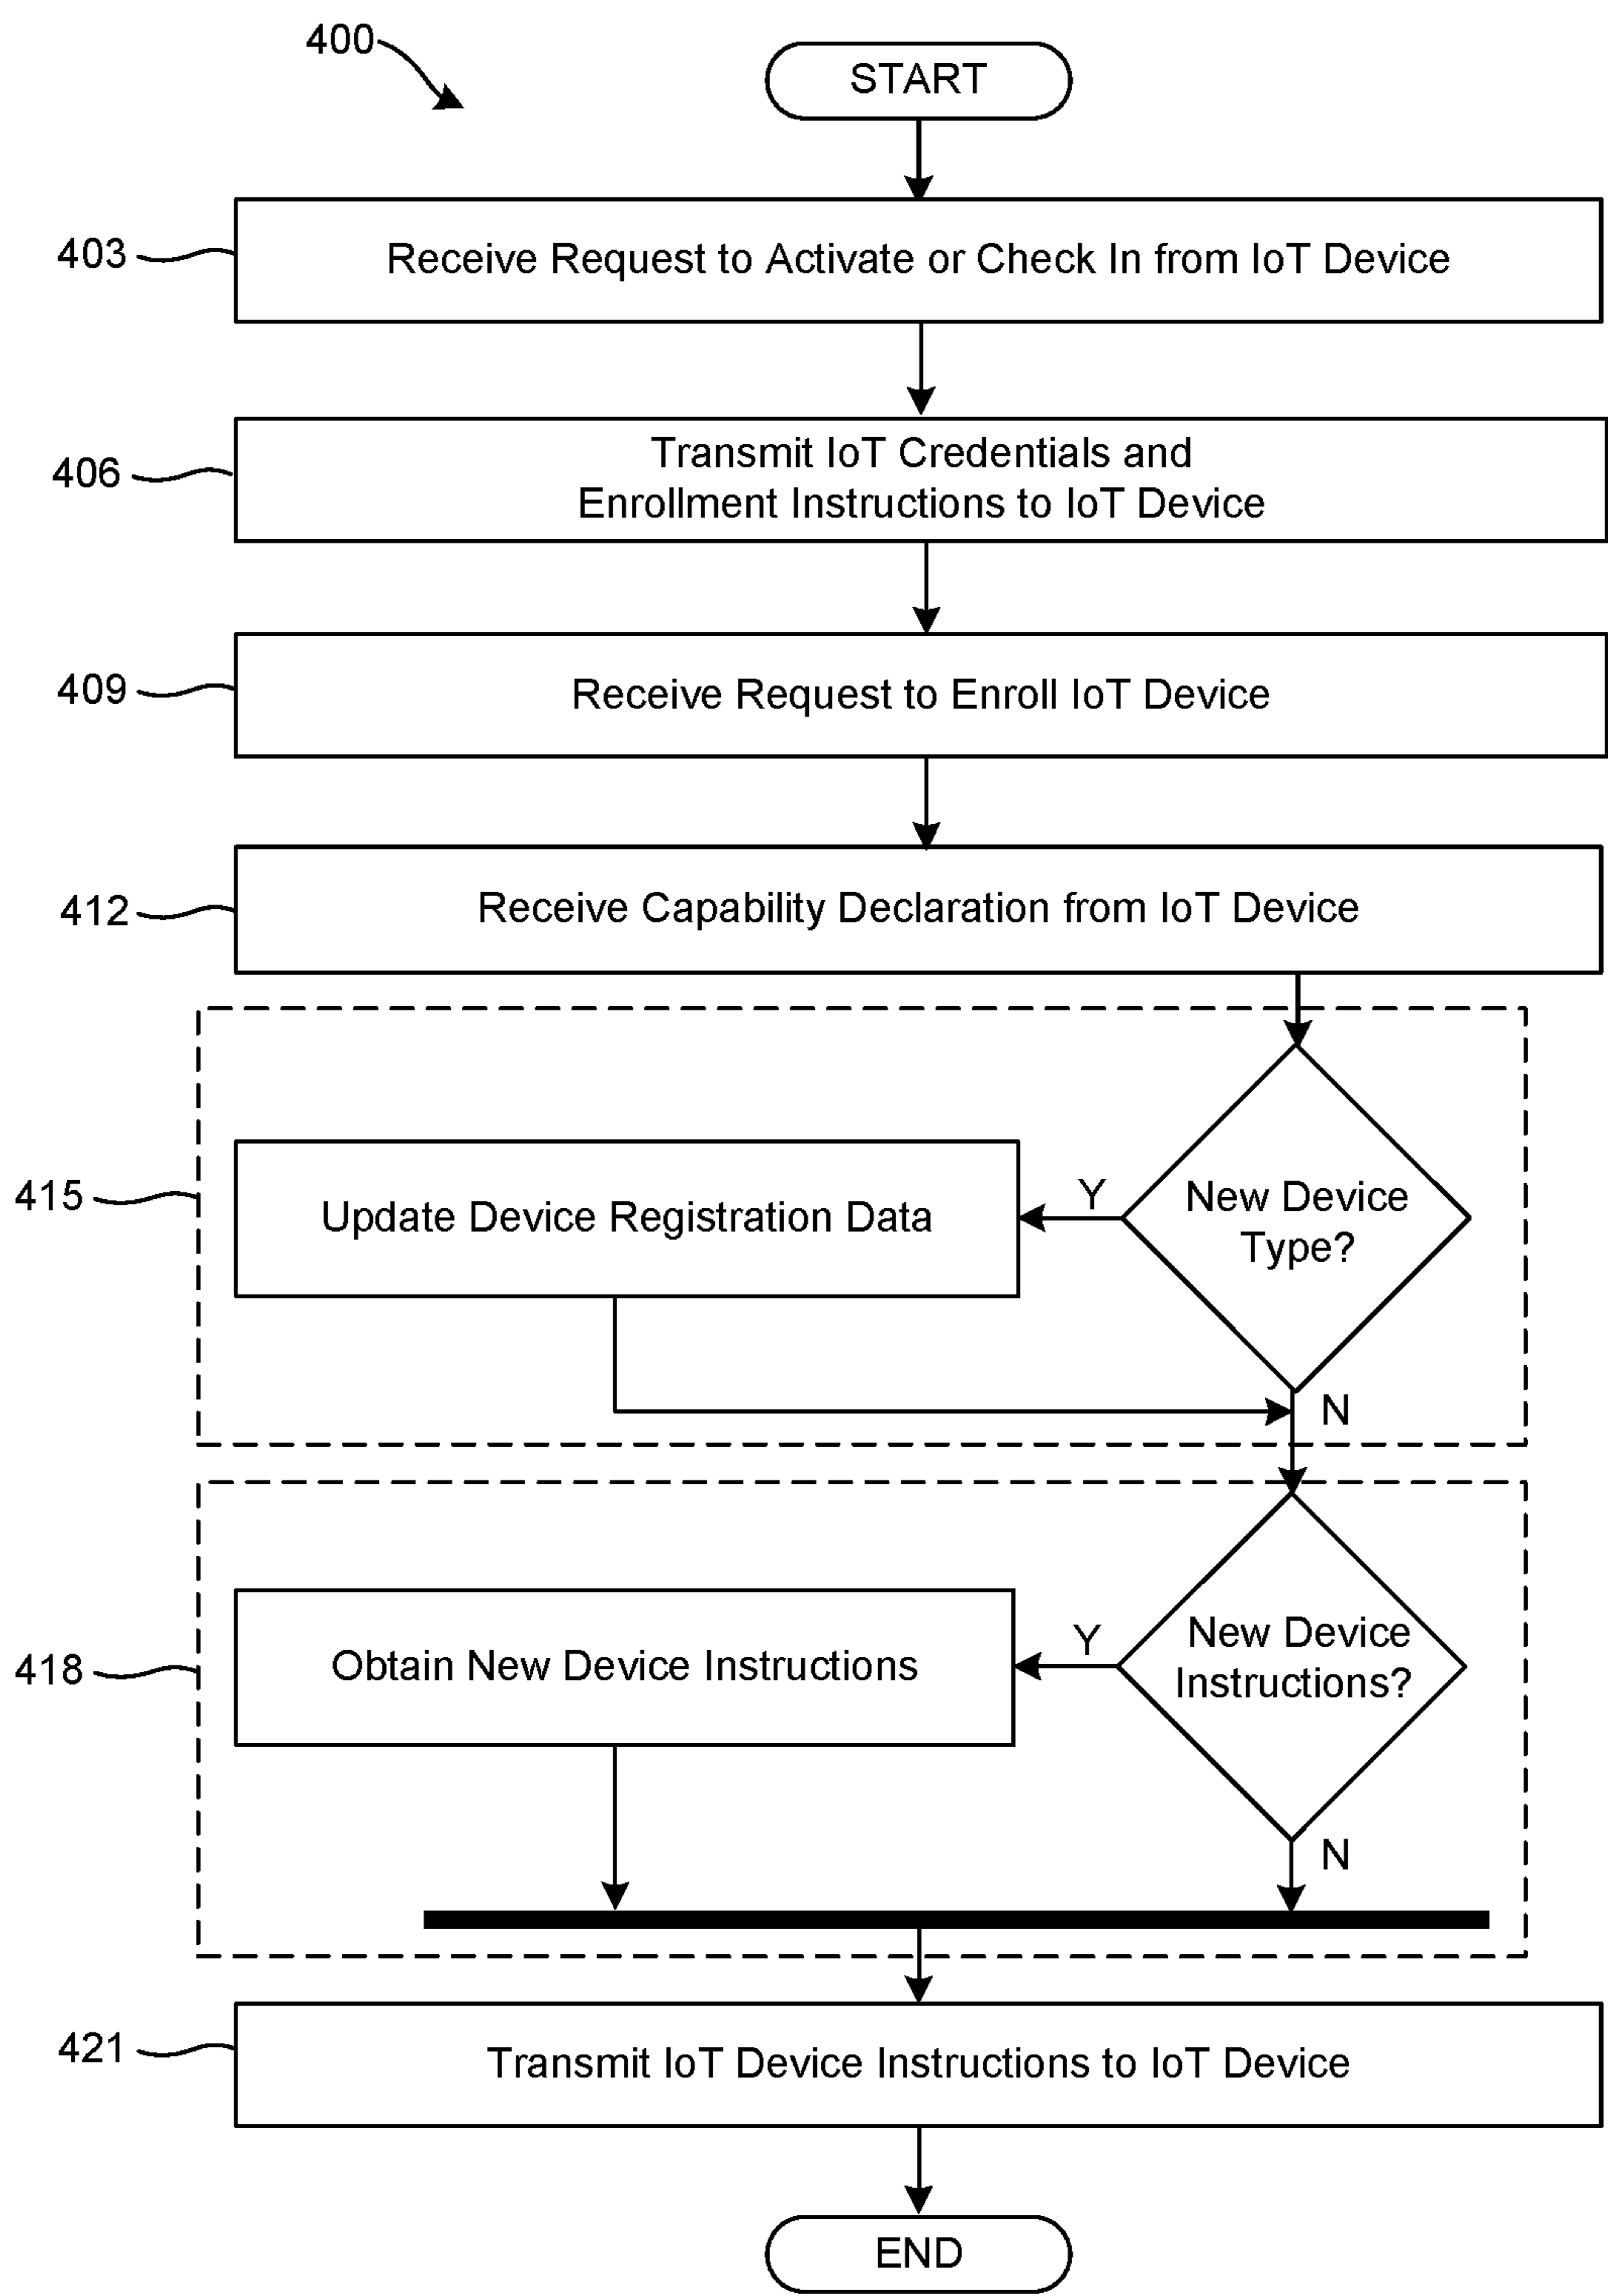 400
START
403
Receive Request to Activate or Check In from IoT Device
406
Transmit IoT Credentials and
Enrollment Instructions to IoT Device
409
Receive Request to Enroll IoT Device
412
Receive Capability Declaration from IoT Device
415
Update Device Registration Data
Y
New Device
Type?
N
418
Obtain New Device Instructions
Y
New Device
Instructions?
N
421
Transmit IoT Device Instructions to IoT Device
END